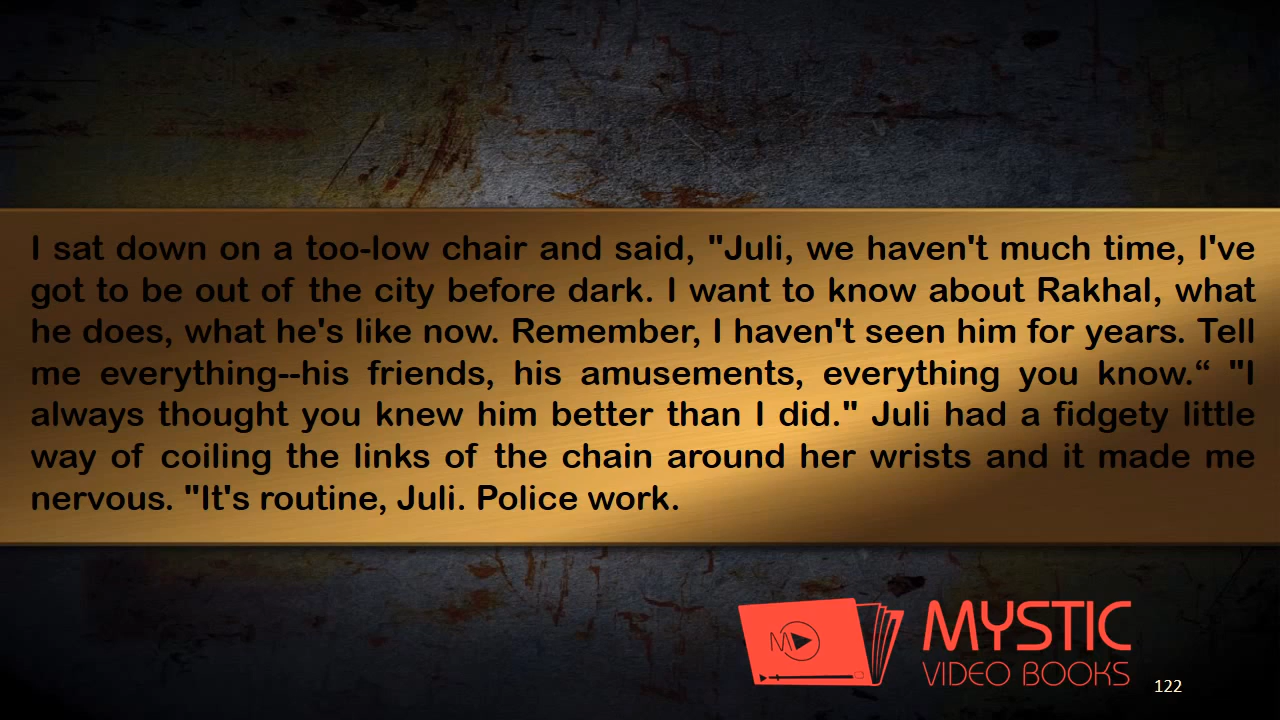 I sat down on a too-low chair and said, "Juli, we haven't much time, I've
got to be out of the city before dark. I want to know about Rakhal, what
he does, what he's like now. Remember, I haven't seen him for years. Tell
me everything--his friends, his amusements, everything you know.“ "I
always thought you knew him better than I did." Juli had a fidgety little
way of coiling the links of the chain around her wrists and it made me
nervous. "It's routine, Juli. Police work.
M
MYSTIC
VIDEO BOOKS
122